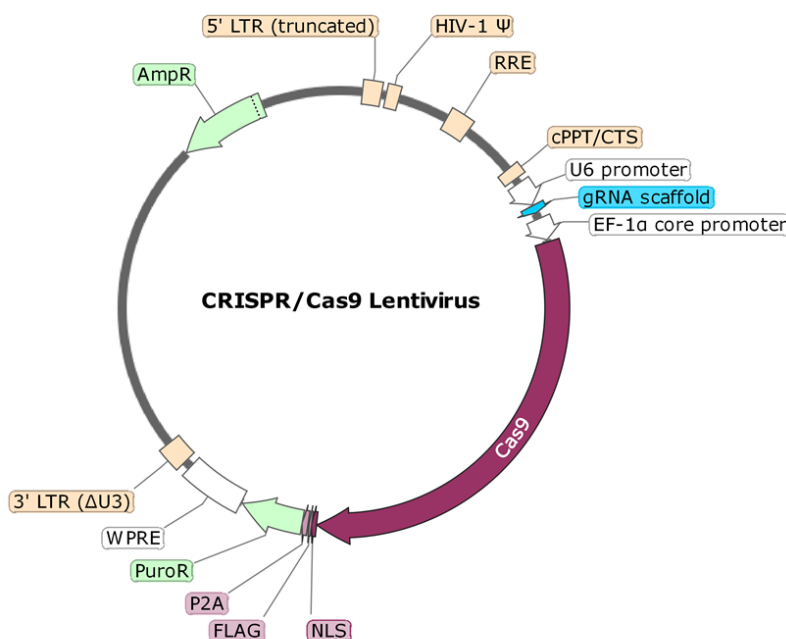 5' LTR (truncated)
HIV-1 Ψ
RRE
AmpR
cPPT/CTS
U6 promoter
gRNA scaffold
EF-1α core promoter
CRISPR/Cas9 Lentivirus
Cas9
3' LTR (ΔU3)
WPRE
PuroR
P2A
FLAG
NLS